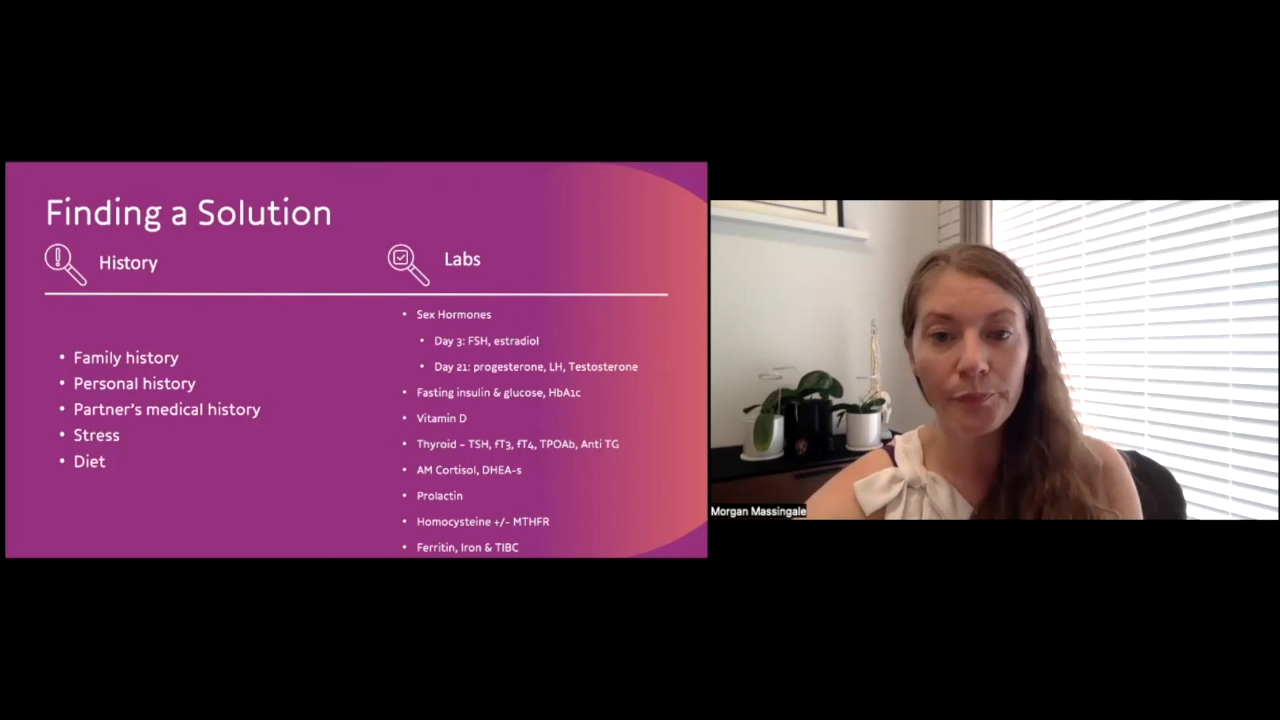 Finding a Solution
History
• Family history
• Personal history
• Partner's medical history
• Stress
• Diet
Labs
• Sex Hormones
• Day 3: FSH, estradiol
• Day 21: progesterone, LH, Testosterone
• Fasting insulin & glucose, HbA1c
• Vitamin D
• Thyroid – TSH, fT3, fT4, TPOAb, Anti TG
• AM Cortisol, DHEA-s
• Prolactin
• Homocysteine +/- MTHFR
• Ferritin, Iron & TIBC
Morgan Massingale